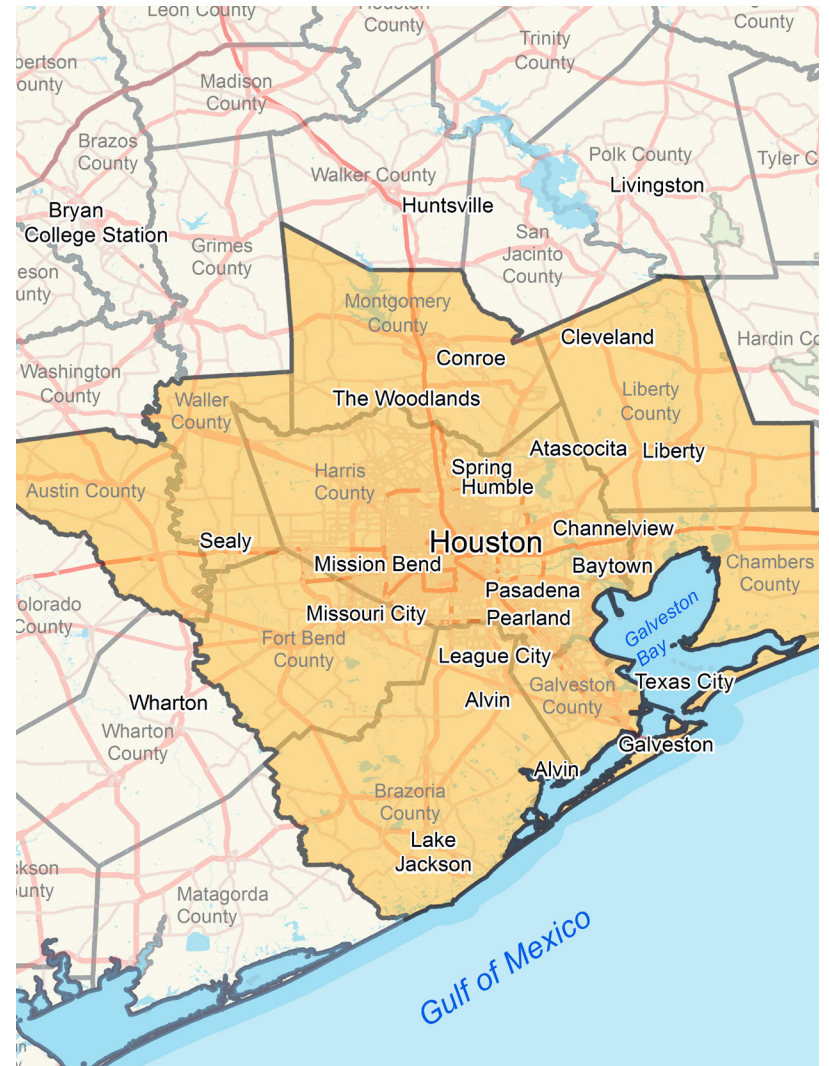 Leon County
Houston
County
Trinity
County
County
bertson
ounty
Madison
County
Brazos
County
Walker County
Polk County
Tyler C
Livingston
Huntsville
Bryan
College Station
Grimes
County
San
Jacinto
County
eson
unty
Montgomery
County
Cleveland
Hardin Co
Conroe
Washington
County
Waller
County
The Woodlands
Liberty
County
Atascocita
Liberty
Harris
County
Spring
Humble
Austin County
Channelview
Sealy
Houston
Mission Bend
Baytown
Chambers
County
Pasadena
olorado
County
Missouri City
Pearland
Galveston
Bay
Fort Bend
County
League City
Texas City
Galveston
County
Wharton
Alvin
Wharton
County
Galveston
Alvin
Brazoria
County
Lake
Jackson
ckson
unty
Matagorda
County
Gulf of Mexico